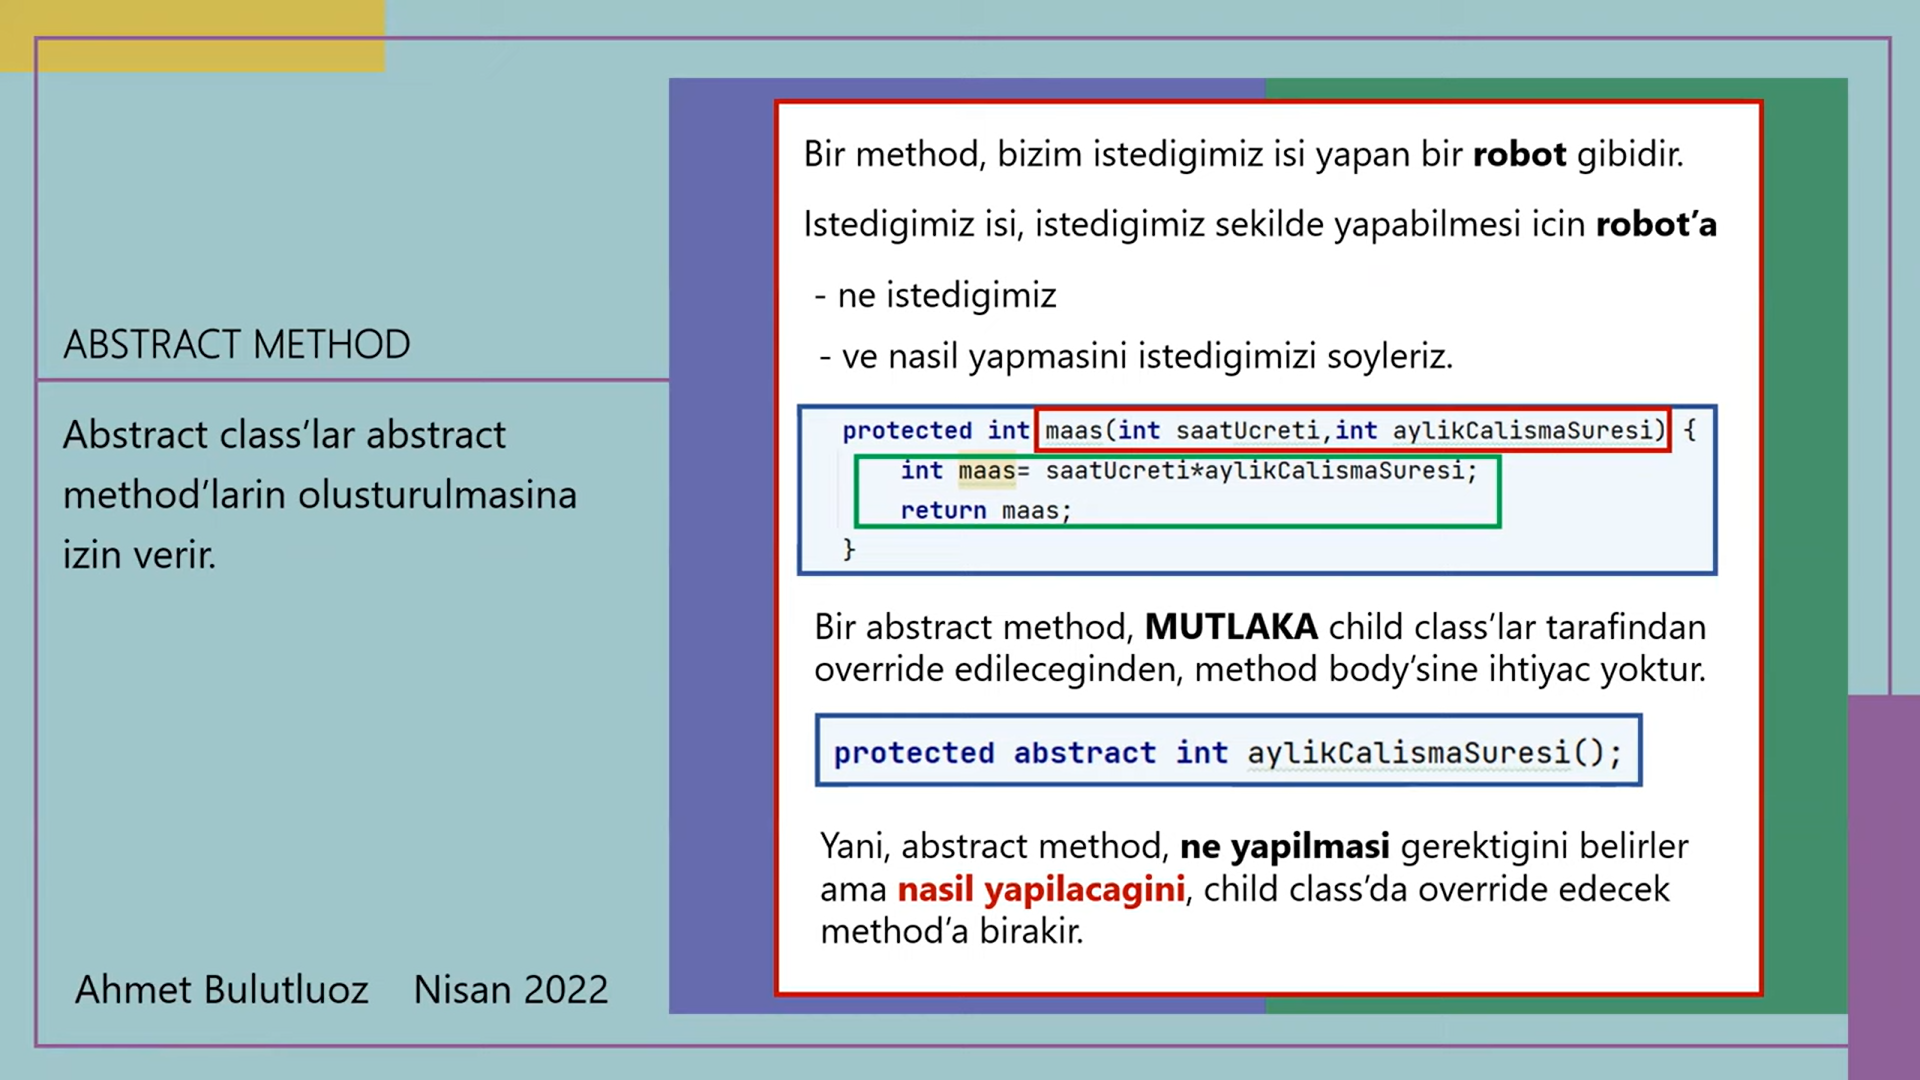 ABSTRACT METHOD
Abstract class’lar abstract
method’larin olusturulmasina
izin verir.
Ahmet Bulutluoz Nisan 2022
Bir method, bizim istedigimiz isi yapan bir robot gibidir.
Istedigimiz isi, istedigimiz sekilde yapabilmesi icin robot’a
- ne istedigimiz
- ve nasil yapmasini istedigimizi soyleriz.
protected int maas(int saatUcreti,int aylikCalismaSuresi) {
int maas= saatUcreti*aylikCalismaSuresi;
return maas;
}
Bir abstract method, MUTLAKA child class’lar tarafindan
override edileceginden, method body’sine ihtiyac yoktur.
protected abstract int aylikCalismaSuresi();
Yani, abstract method, ne yapilmasi gerektigini belirler
ama nasil yapilacagini, child class’da override edecek
method’a birakir.